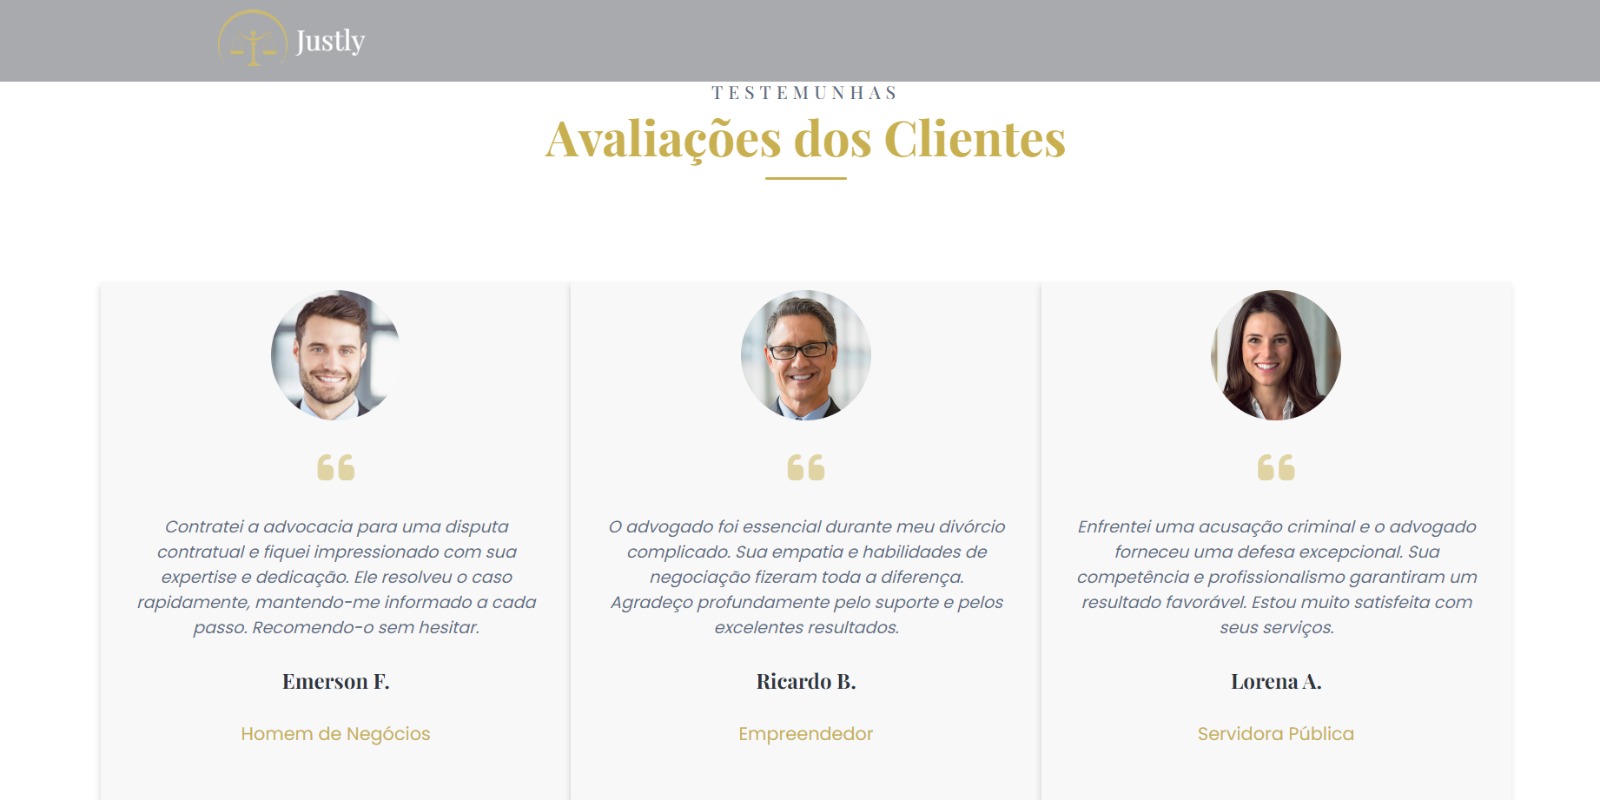 Justly
TESTEMUNHAS
Avaliações dos Clientes
Contratei a advocacia para uma disputa
contratual e fiquei impressionado com sua
expertise e dedicação. Ele resolveu o caso
rapidamente, mantendo-me informado a cada
passo. Recomendo-o sem hesitar.
Emerson F.
Homem de Negócios
O advogado foi essencial durante meu divórcio
complicado. Sua empatia e habilidades de
negociação fizeram toda a diferença.
Agradeço profundamente pelo suporte e pelos
excelentes resultados.
Ricardo B.
Empreendedor
Enfrentei uma acusação criminal e o advogado
forneceu uma defesa excepcional. Sua
competência e profissionalismo garantiram um
resultado favorável. Estou muito satisfeita com
seus serviços.
Lorena A.
Servidora Pública